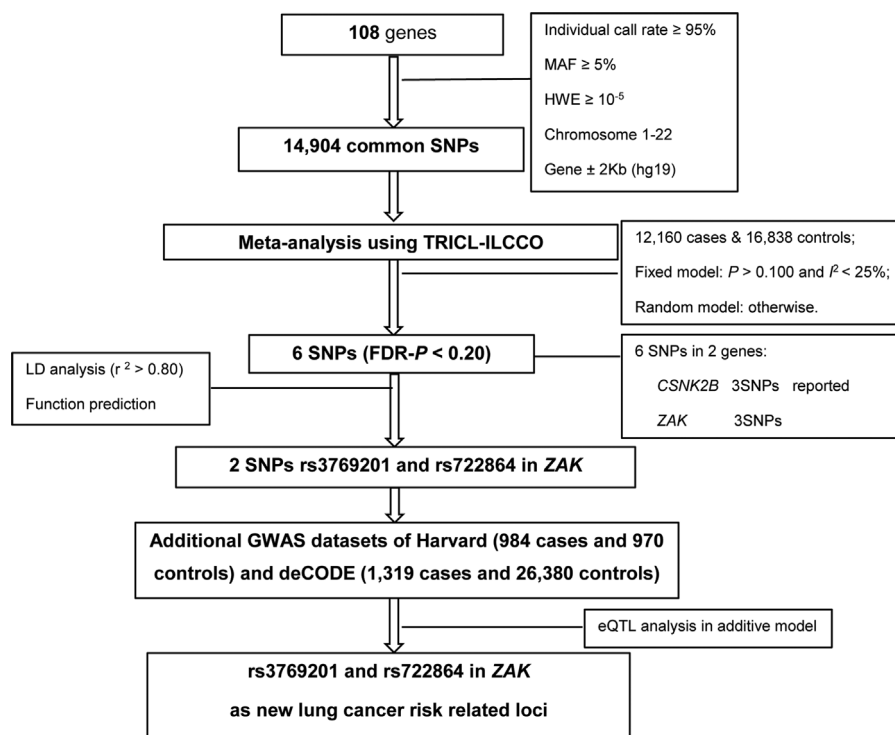 108 genes
Individual call rate ≥ 95%
MAF ≥ 5%
HWE ≥ 10⁻⁵
Chromosome 1-22
Gene ± 2Kb (hg19)
14,904 common SNPs
Meta-analysis using TRICL-ILCCO
12,160 cases & 16,838 controls;
Fixed model: P > 0.100 and I² < 25%;
Random model: otherwise.
6 SNPs (FDR-P < 0.20)
6 SNPs in 2 genes:
CSNK2B 3SNPs reported
ZAK 3SNPs
LD analysis (r ² > 0.80)
Function prediction
2 SNPs rs3769201 and rs722864 in ZAK
Additional GWAS datasets of Harvard (984 cases and 970
controls) and deCODE (1,319 cases and 26,380 controls)
eQTL analysis in additive model
rs3769201 and rs722864 in ZAK
as new lung cancer risk related loci